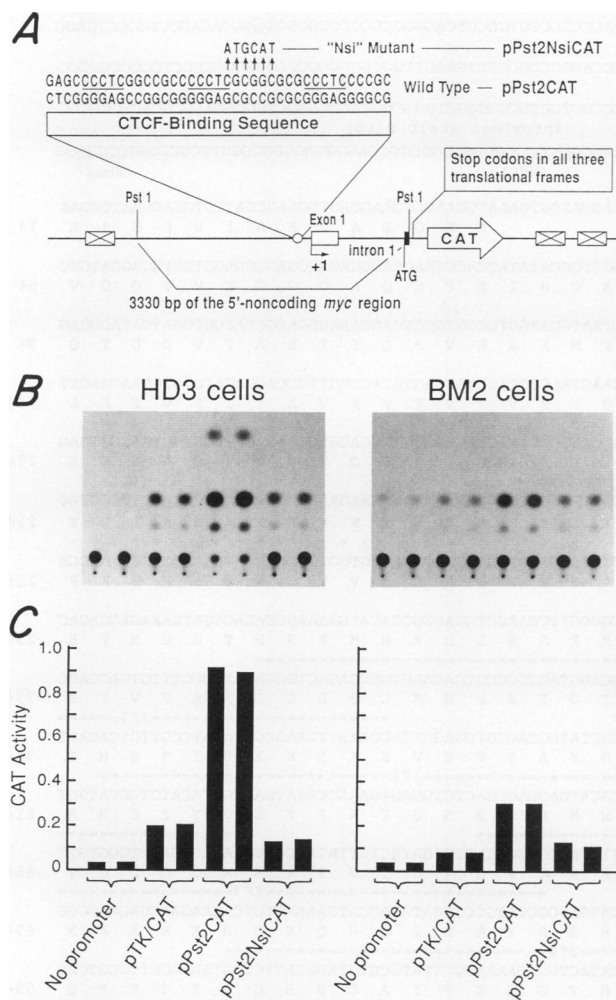 A
ATGCAT — "Nsi" Mutant — pPst2NsiCAT
GAGCCCCTCGGCCGCCCCCTCGCGGCGCGCCCTCCCCGC
CTCGGGGAGCCGGCGGGGGAGCGCCGCGCGGGAGGGGCG
Wild Type — pPst2CAT
CTCF-Binding Sequence
Stop codons in all three
translational frames
Pst 1
Exon 1
Pst 1
CAT
+1
intron 1
ATG
3330 bp of the 5'-noncoding myc region
B
HD3 cells
BM2 cells
C
CAT Activity
1.0
0.8
0.6
0.4
0.2
0
No promoter
pTK/CAT
pPst2CAT
pPst2NsiCAT
No promoter
pTK/CAT
pPst2CAT
pPst2NsiCAT